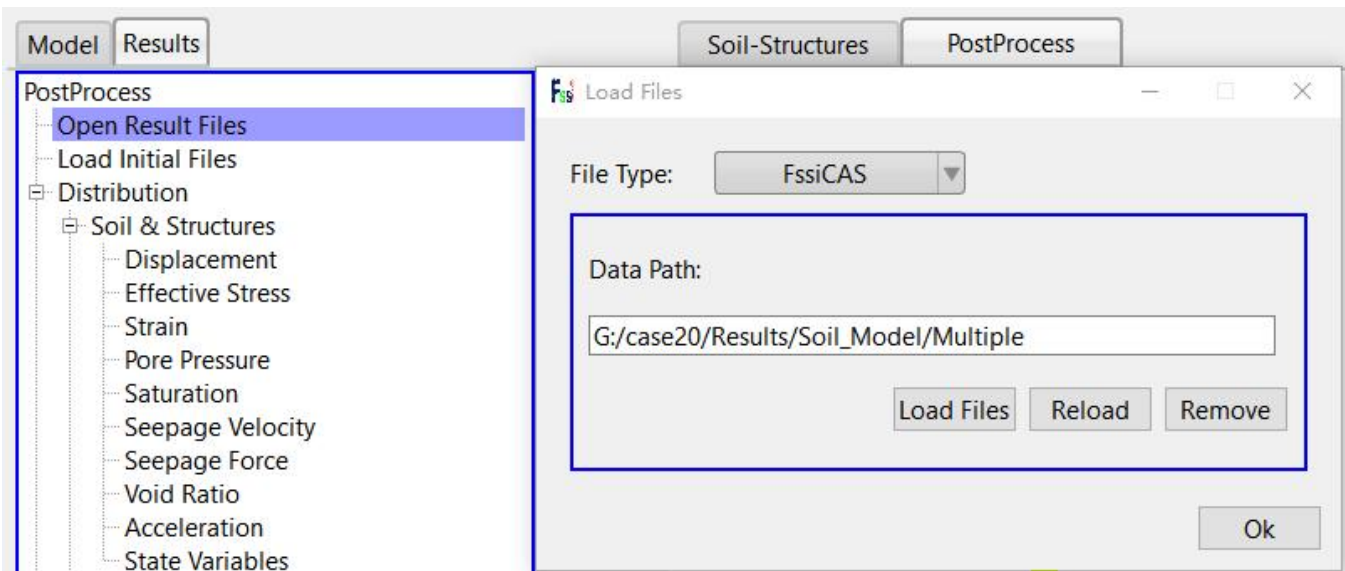 Model Results Soil-Structures PostProcess
PostProcess
Open Result Files
Load Initial Files
Distribution
Soil & Structures
Displacement
Effective Stress
Strain
Pore Pressure
Saturation
Seepage Velocity
Seepage Force
Void Ratio
Acceleration
State Variables
Fssi Load Files
File Type: FssiCAS
Data Path:
G:/case20/Results/Soil_Model/Multiple
Load Files Reload Remove
Ok